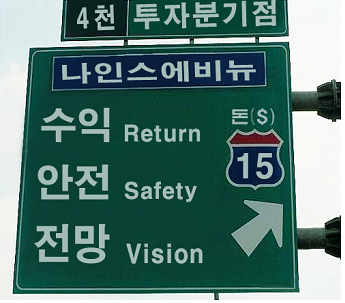 4천 투자분기점
나인스에비뉴
수익 Return
돈($)
15
안전 Safety
전망 Vision